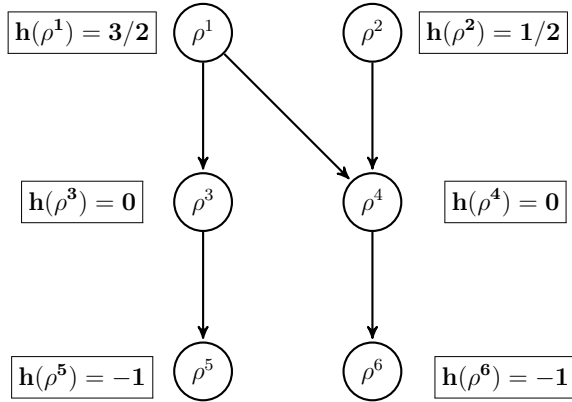 h(ρ¹) = 3/2 ρ¹ ρ² h(ρ²) = 1/2
h(ρ³) = 0 ρ³ ρ⁴ h(ρ⁴) = 0
h(ρ⁵) = −1 ρ⁵ ρ⁶ h(ρ⁶) = −1